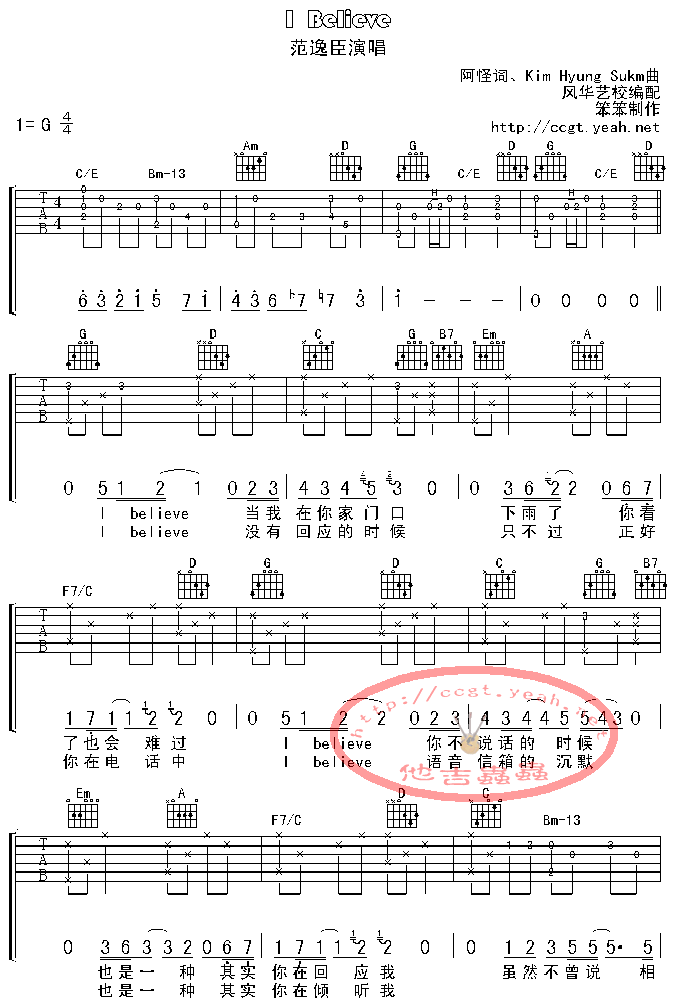 I Believe
范逸臣演唱
阿怪词、Kim Hyung Sukm曲
风华艺校编配
笨笨制作
1= G 4/4
http://ccgt.yeah.net
Am D G D G D
C/E Bm-13 C/E C/E
T A B 4 4
6 3 2 1 5 7 1 4 3 6 ♭7 ♮7 3 1 - - - 0 0 0 0
G D C G B7 Em A
T A B
0 5 1 2 1 0 2 3 4 3 4 5 3 0 0 3 6 2 2 0 6 7
I believe 当我 在你家门口 下雨了 你看
I believe 没有 回应的时候 只不过 正好
F7/C D G D C G B7
T A B
1 7 1 1 2 2 0 0 5 1 2 2 0 2 3 4 3 4 4 5 5 4 3 0
了也会 难过 I believe 你不 说话的 时候
你在电 话中 I believe 语音 信箱的 沉默
http://ccgt.yeah.net
他吉蟲蟲
Em A F7/C D C Bm-13
T A B
0 3 6 3 3 2 0 6 7 1 7 1 1 2 2 0 0 1 7 1 3 5 5 5• 5
也是一 种 其实 你在回 应我 虽然不曾说 相
也是一 种 其实 你在倾 听我